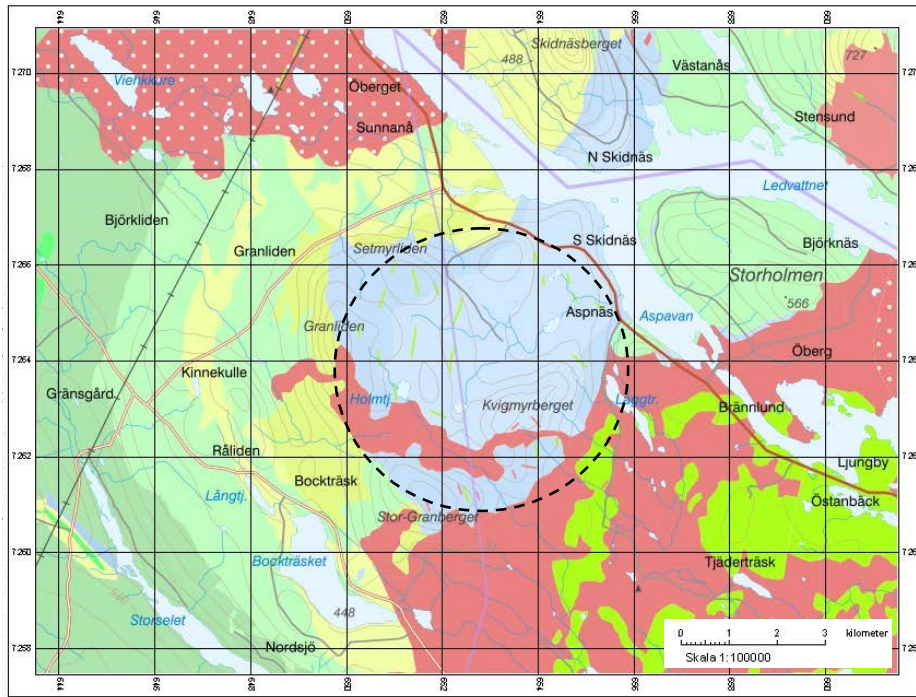 7 270
7 268
7 266
7 264
7 262
7 260
7 258
Skidnäsberget
488
Västanås
727
Viehkkure
Öberget
Stensund
Sunnanå
N Skidnäs
Ledvattnet
Björkliden
Granliden
Setmyrliden
S Skidnäs
Björknäs
Storholmen
566
Granliden
Aspnäs
Aspavan
Öberg
Kinnekulle
Gränsgård
Holmtj.
Kvigmyrberget
Laggtr.
Brännlund
Råliden
Bockträsk
Ljungby
Långtj.
Stor-Granberget
Östanbäck
Bockträsket
Tjäderträsk
Storselet
448
Nordsjö
0 1 2 3 kilometer
Skala 1:100000